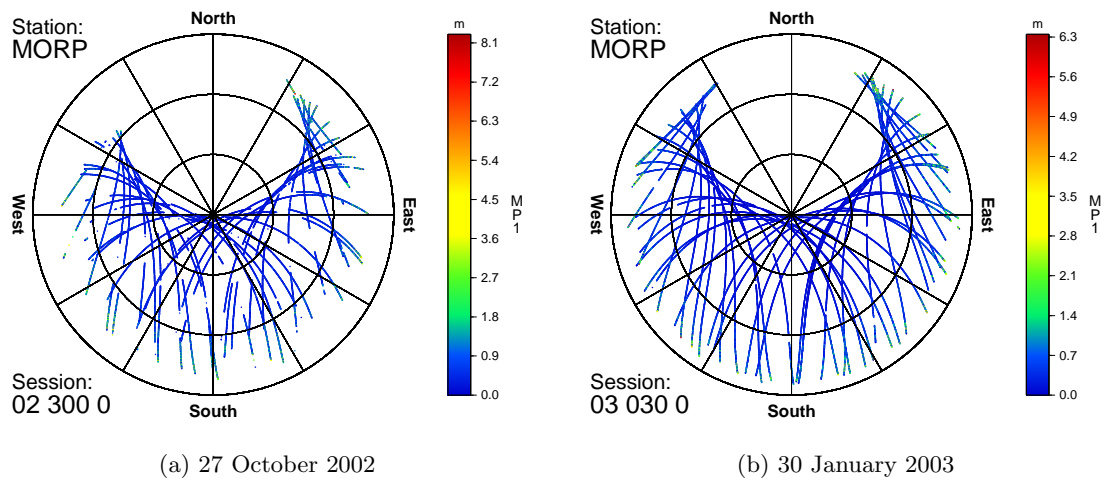 Station:
MORP
North
West
East
South
Session:
02 300 0
m
8.1
7.2
6.3
5.4
4.5
3.6
2.7
1.8
0.9
0.0
M
P
1
(a) 27 October 2002
Station:
MORP
North
West
East
South
Session:
03 030 0
m
6.3
5.6
4.9
4.2
3.5
2.8
2.1
1.4
0.7
0.0
M
P
1
(b) 30 January 2003